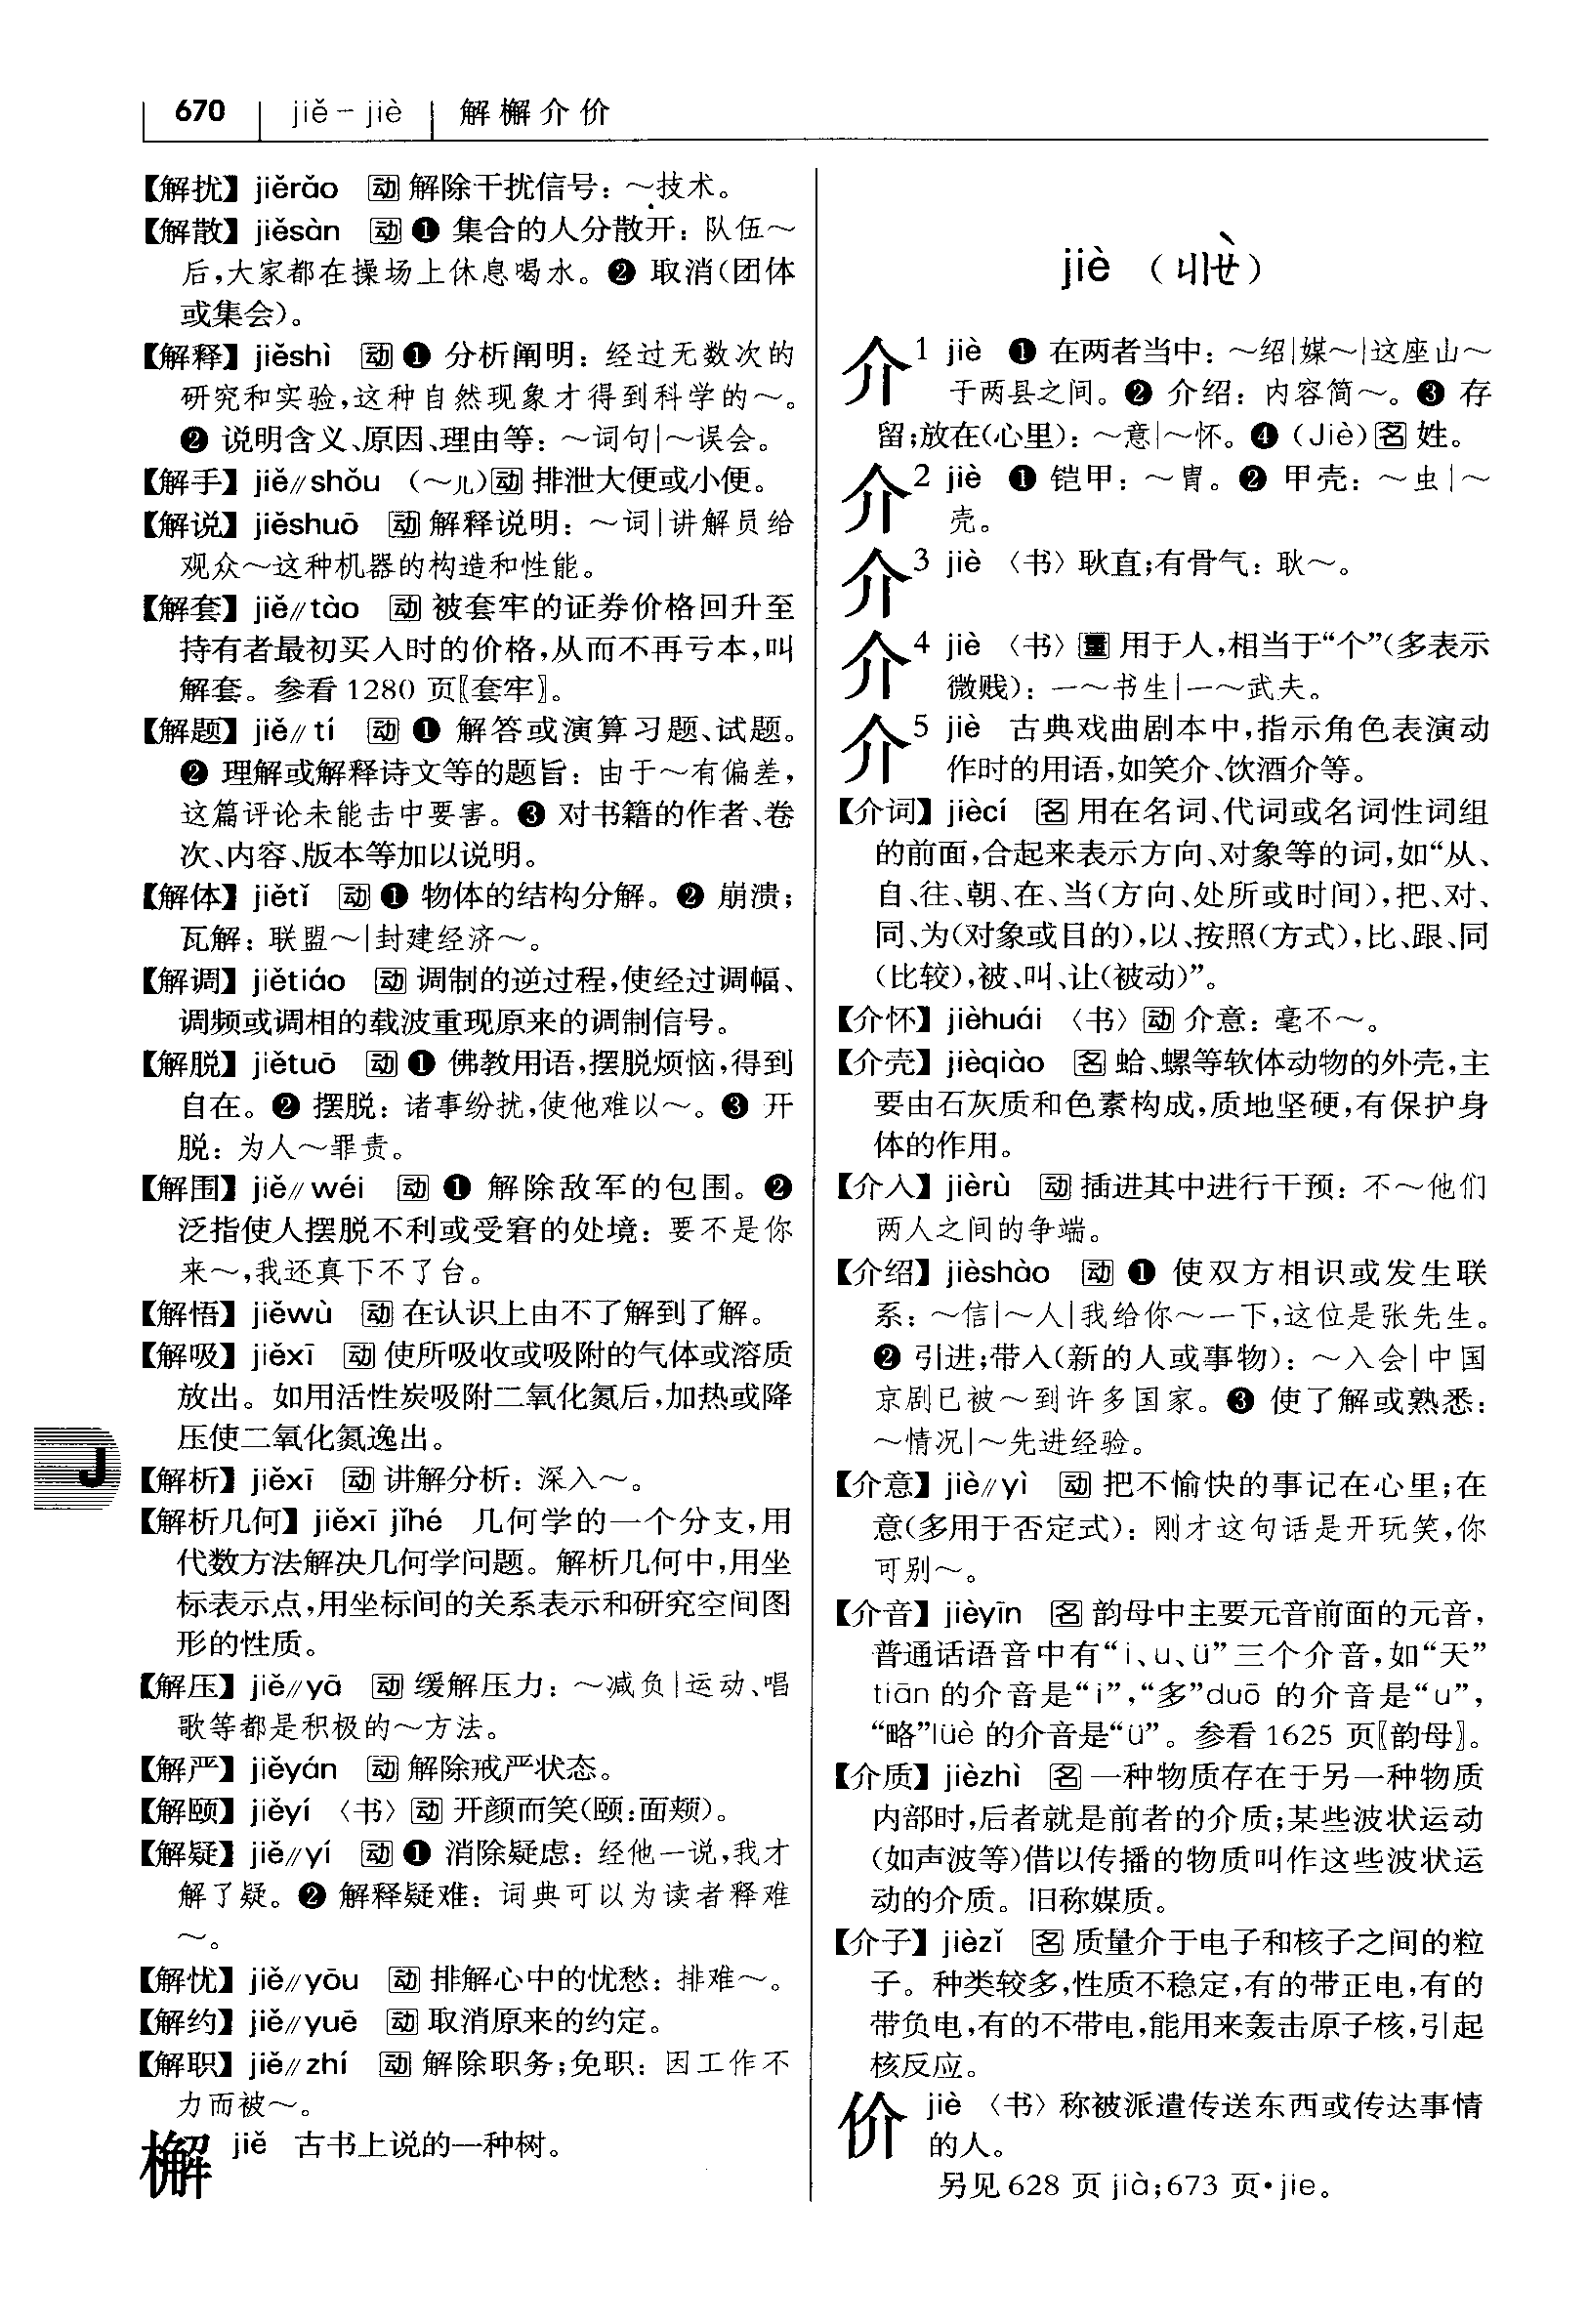 670 jiě－jiè 解檞介价
【解扰】 jiěrǎo 动 解除干扰信号：～技术。
【解散】 jiěsàn 动 ❶ 集合的人分散开：队伍～
后，大家都在操场上休息喝水。❷ 取消（团体
或集会）。
【解释】 jiěshì 动 ❶ 分析阐明：经过无数次的
研究和实验，这种自然现象才得到科学的～。
❷ 说明含义、原因、理由等：～词句｜～误会。
【解手】 jiě//shǒu （～儿）动 排泄大便或小便。
【解说】 jiěshuō 动 解释说明：～词｜讲解员给
观众～这种机器的构造和性能。
【解套】 jiě//tào 动 被套牢的证券价格回升至
持有者最初买入时的价格，从而不再亏本，叫
解套。参看 1280 页〖套牢〗。
【解题】 jiě//tí 动 ❶ 解答或演算习题、试题。
❷ 理解或解释诗文等的题旨：由于～有偏差，
这篇评论未能击中要害。❸ 对书籍的作者、卷
次、内容、版本等加以说明。
【解体】 jiětǐ 动 ❶ 物体的结构分解。❷ 崩溃；
瓦解：联盟～｜封建经济～。
【解调】 jiětiáo 动 调制的逆过程，使经过调幅、
调频或调相的载波重现原来的调制信号。
【解脱】 jiětuō 动 ❶ 佛教用语，摆脱烦恼，得到
自在。❷ 摆脱：诸事纷扰，使他难以～。❸ 开
脱：为人～罪责。
【解围】 jiě//wéi 动 ❶ 解除敌军的包围。❷
泛指使人摆脱不利或受窘的处境：要不是你
来～，我还真下不了台。
【解悟】 jiěwù 动 在认识上由不了解到了解。
【解吸】 jiěxī 动 使所吸收或吸附的气体或溶质
放出。如用活性炭吸附二氧化氮后，加热或降
压使二氧化氮逸出。
【解析】 jiěxī 动 讲解分析：深入～。
【解析几何】 jiěxī jǐhé 几何学的一个分支，用
代数方法解决几何学问题。解析几何中，用坐
标表示点，用坐标间的关系表示和研究空间图
形的性质。
【解压】 jiě//yā 动 缓解压力：～减负｜运动、唱
歌等都是积极的～方法。
【解严】 jiěyán 动 解除戒严状态。
【解颐】 jiěyí 〈书〉动 开颜而笑（颐：面颊）。
【解疑】 jiě//yí 动 ❶ 消除疑虑：经他一说，我才
解了疑。❷ 解释疑难：词典可以为读者释难
～。
【解忧】 jiě//yōu 动 排解心中的忧愁：排难～。
【解约】 jiě//yuē 动 取消原来的约定。
【解职】 jiě//zhí 动 解除职务；免职：因工作不
力而被～。
檞 jiě 古书上说的一种树。
J
jiè （ㄐㄧㄝˋ）
介1 jiè ❶ 在两者当中：～绍｜媒～｜这座山～
于两县之间。❷ 介绍：内容简～。❸ 存
留；放在（心里）：～意｜～怀。❹（Jiè）名 姓。
介2 jiè ❶ 铠甲：～胄。❷ 甲壳：～虫｜～
壳。
介3 jiè 〈书〉耿直；有骨气：耿～。
介4 jiè 〈书〉量 用于人，相当于“个”（多表示
微贱）：一～书生｜一～武夫。
介5 jiè 古典戏曲剧本中，指示角色表演动
作时的用语，如笑介、饮酒介等。
【介词】 jiècí 名 用在名词、代词或名词性词组
的前面，合起来表示方向、对象等的词，如“从、
自、往、朝、在、当（方向、处所或时间），把、对、
同、为（对象或目的），以、按照（方式），比、跟、同
（比较），被、叫、让（被动）”。
【介怀】 jièhuái 〈书〉动 介意：毫不～。
【介壳】 jièqiào 名 蛤、螺等软体动物的外壳，主
要由石灰质和色素构成，质地坚硬，有保护身
体的作用。
【介入】 jièrù 动 插进其中进行干预：不～他们
两人之间的争端。
【介绍】 jièshào 动 ❶ 使双方相识或发生联
系：～信｜～人｜我给你～一下，这位是张先生。
❷ 引进；带入（新的人或事物）：～入会｜中国
京剧已被～到许多国家。❸ 使了解或熟悉：
～情况｜～先进经验。
【介意】 jiè//yì 动 把不愉快的事记在心里；在
意（多用于否定式）：刚才这句话是开玩笑，你
可别～。
【介音】 jièyīn 名 韵母中主要元音前面的元音，
普通话语音中有“i、u、ü”三个介音，如“天”
tiān 的介音是“i”，“多”duō 的介音是“u”，
“略”lüè 的介音是“ü”。参看 1625 页〖韵母〗。
【介质】 jièzhì 名 一种物质存在于另一种物质
内部时，后者就是前者的介质；某些波状运动
（如声波等）借以传播的物质叫作这些波状运
动的介质。旧称媒质。
【介子】 jièzǐ 名 质量介于电子和核子之间的粒
子。种类较多，性质不稳定，有的带正电，有的
带负电，有的不带电，能用来轰击原子核，引起
核反应。
价 jiè 〈书〉称被派遣传送东西或传达事情
的人。
另见 628 页 jià；673 页·jie。